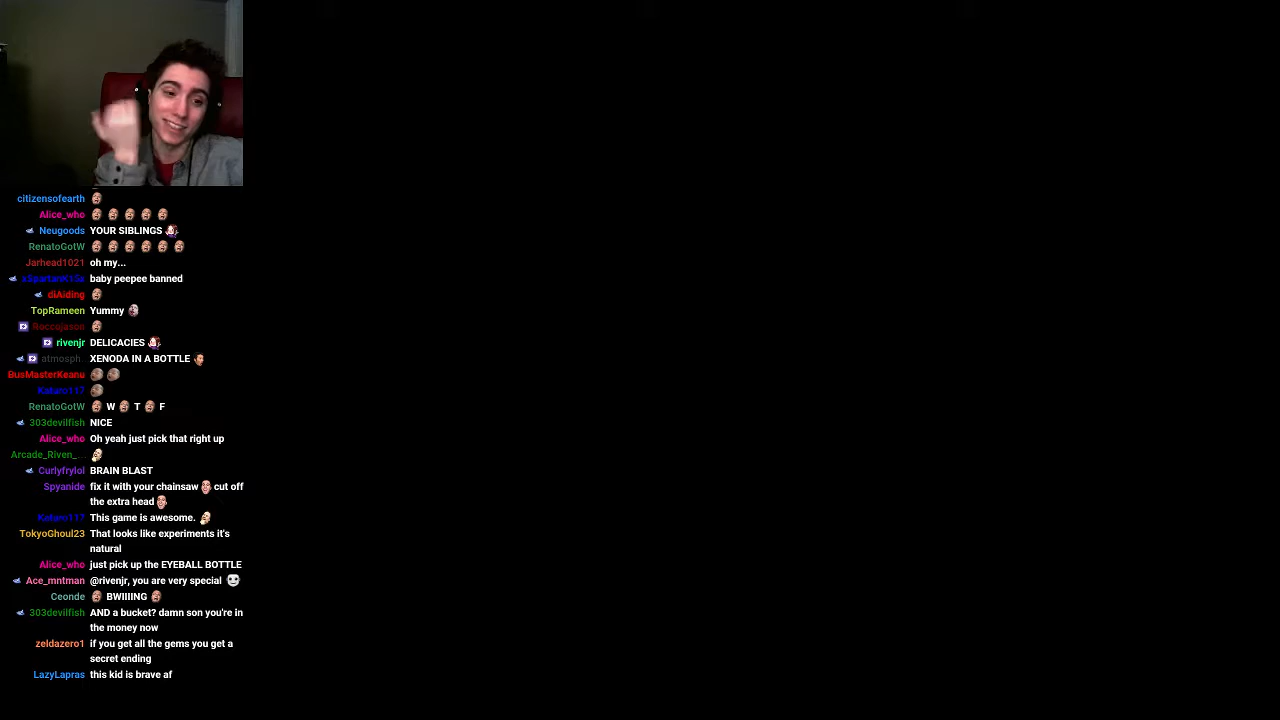 citizensofearth
Alice_who
Neugoods YOUR SIBLINGS
RenatoGotW
Jarhead1021 oh my...
baby peepee banned
diAiding
TopRameen Yummy
Roccojason
rivenjr DELICACIES
atmosph XENODA IN A BOTTLE
BusMasterKeanu
RenatoGotW W T F
303devilfish NICE
Alice_who Oh yeah just pick that right up
Arcade_Riven_...
Curlyfrylol BRAIN BLAST
Spyanide fix it with your chainsaw cut off
the extra head
This game is awesome.
TokyoGhoul23 That looks like experiments it's
natural
Alice_who just pick up the EYEBALL BOTTLE
Ace_mntman @rivenjr, you are very special
Ceonde BWIIIING
303devilfish AND a bucket? damn son you're in
the money now
zeldazero1 if you get all the gems you get a
secret ending
LazyLapras this kid is brave af